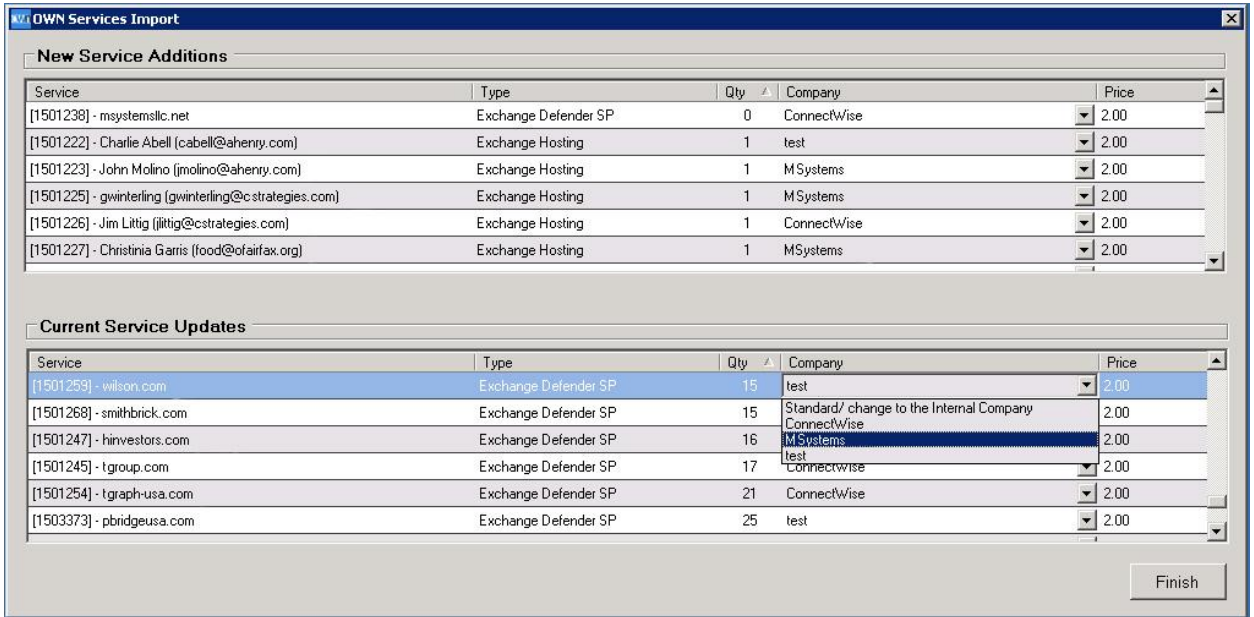 OWN Services Import
New Service Additions
Service Type Qty Company Price
[1501238] - msystemsllc.net Exchange Defender SP 0 ConnectWise 2.00
[1501222] - Charlie Abell (cabell@ahenry.com) Exchange Hosting 1 test 2.00
[1501223] - John Molino (jmolino@ahenry.com) Exchange Hosting 1 MSystems 2.00
[1501225] - gwinterling (gwinterling@cstrategies.com) Exchange Hosting 1 MSystems 2.00
[1501226] - Jim Littig (jlittig@cstrategies.com) Exchange Hosting 1 ConnectWise 2.00
[1501227] - Christinia Garris (food@ofairfax.org) Exchange Hosting 1 MSystems 2.00
Current Service Updates
Service Type Qty Company Price
[1501259] - wilson.com Exchange Defender SP 15 test 2.00
Standard/ change to the Internal Company
ConnectWise
MSystems
test
[1501268] - smithbrick.com Exchange Defender SP 15 2.00
[1501247] - hinvestors.com Exchange Defender SP 16 2.00
[1501245] - tgroup.com Exchange Defender SP 17 ConnectWise 2.00
[1501254] - tgraph-usa.com Exchange Defender SP 21 ConnectWise 2.00
[1503373] - pbridgeusa.com Exchange Defender SP 25 test 2.00
Finish